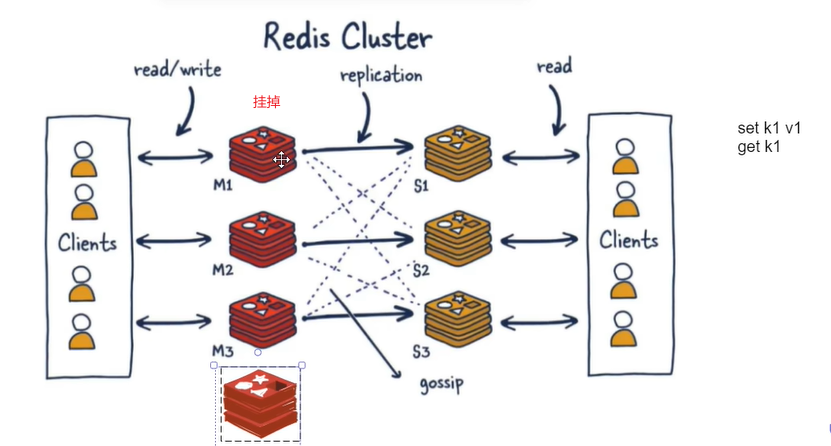 Redis Cluster
read/write
replication
read
挂掉
set k1 v1
get k1
M1
S1
Clients
Clients
M2
S2
M3
S3
gossip